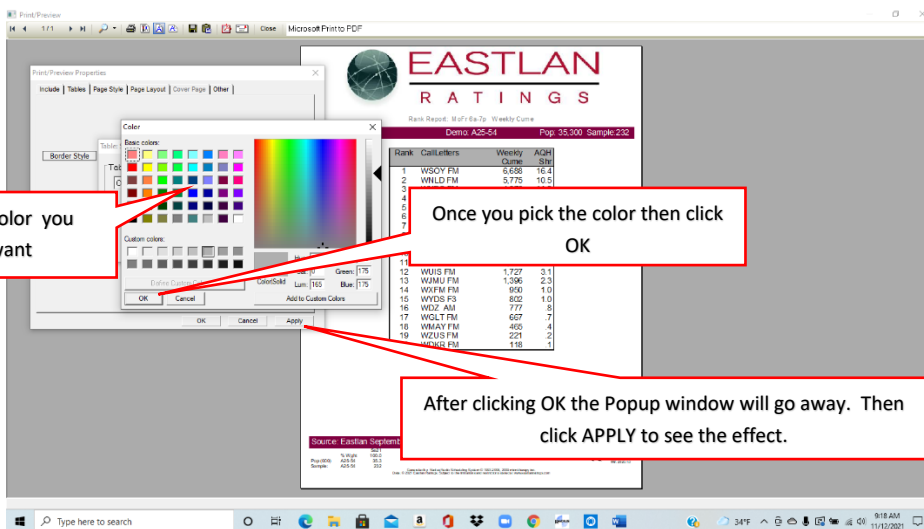 Print/Preview
1/1 Close Microsoft Print to PDF
Print/Preview Properties
Include Tables Page Style Page Layout Cover Page Other
Border Style
Color
Basic colors:
Custom colors:
Define Custom Colors
Color|Solid
Green: 175
Lum: 165 Blue: 175
OK Cancel Add to Custom Colors
OK Cancel Apply
olor you
vant
Once you pick the color then click
OK
After clicking OK the Popup window will go away. Then
click APPLY to see the effect.
EASTLAN
RATINGS
Rank Report: MoFr 6a-7p Weekly Cume
Demo: A25-54 Pop: 35,300 Sample: 232
Rank CallLetters Weekly AQH
Cume Shr
1 WSOY FM 6,688 16.4
2 WNLD FM 5,775 10.5
12 WUIS FM 1,727 3.1
13 WJMU FM 1,396 2.3
14 WXFM FM 950 1.0
15 WYDS F3 802 1.0
16 WDZ AM 777 .8
17 WGLT FM 667 .7
18 WMAY FM 465 .4
19 WZUS FM 221 .2
WDKR FM 118 .1
Source: Eastlan Septemb
Type here to search
34°F
9:18 AM
11/12/2021